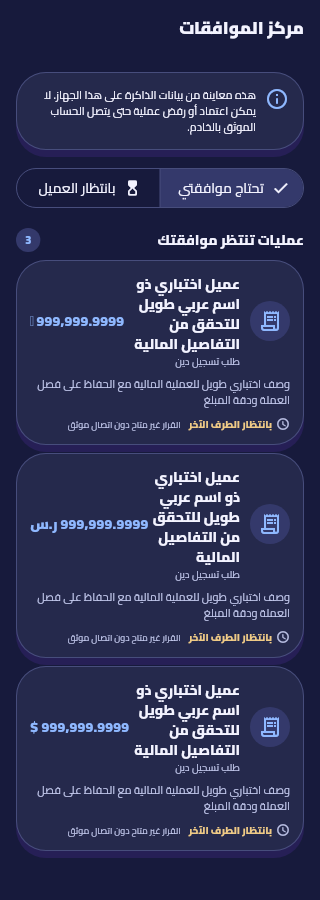 مركز الموافقات
هذه معاينة من بيانات الذاكرة على هذا الجهاز. لا
يمكن اعتماد أو رفض عملية حتى يتصل الحساب
الموثق بالخادم.
تحتاج موافقتي
بانتظار العميل
عمليات تنتظر موافقتك
3
عميل اختباري ذو
اسم عربي طويل
للتحقق من
التفاصيل المالية
999,999.9999
طلب تسجيل دين
وصف اختباري طويل للعملية المالية مع الحفاظ على فصل
العملة ودقة المبلغ
بانتظار الطرف الآخر
القرار غير متاح دون اتصال موثق
عميل اختباري
ذو اسم عربي
طويل للتحقق
من التفاصيل
المالية
999,999.9999 ر.س
طلب تسجيل دين
وصف اختباري طويل للعملية المالية مع الحفاظ على فصل
العملة ودقة المبلغ
بانتظار الطرف الآخر
القرار غير متاح دون اتصال موثق
عميل اختباري ذو
اسم عربي طويل
للتحقق من
التفاصيل المالية
999,999.9999 $
طلب تسجيل دين
وصف اختباري طويل للعملية المالية مع الحفاظ على فصل
العملة ودقة المبلغ
بانتظار الطرف الآخر
القرار غير متاح دون اتصال موثق